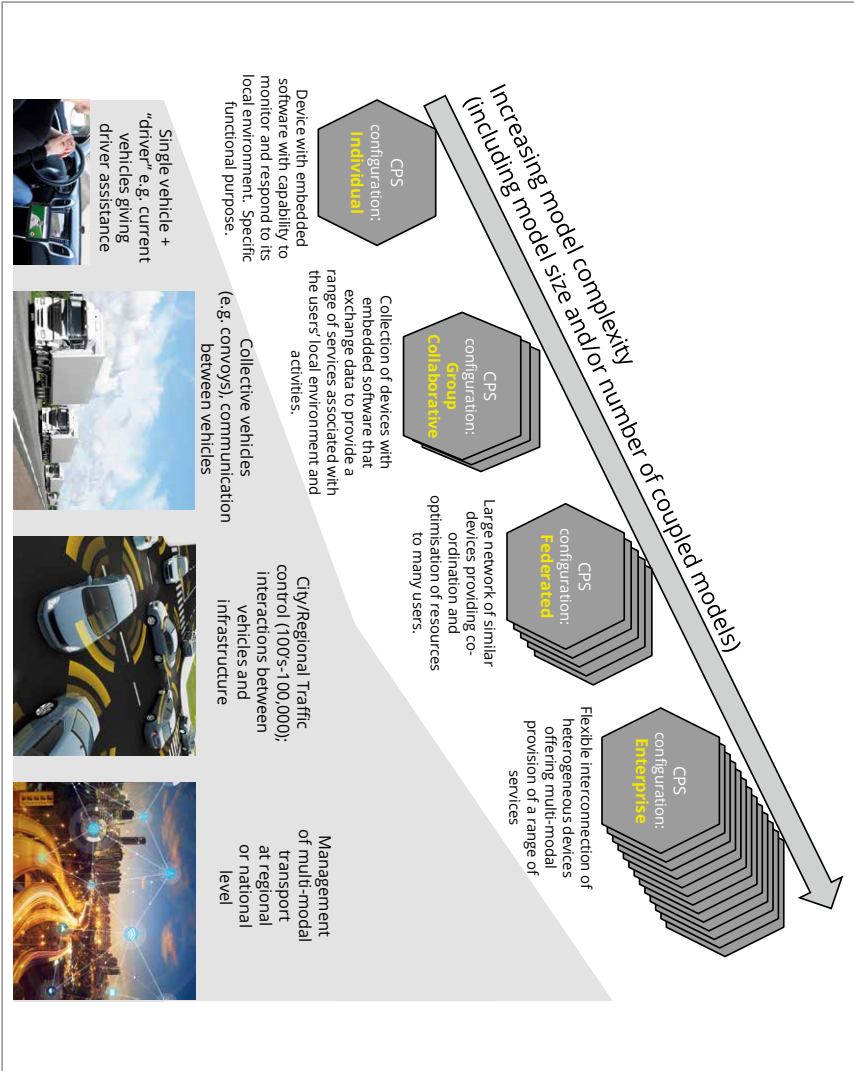 Increasing model complexity
(including model size and/or number of coupled models)
CPS
configuration:
Individual
Device with embedded
software with capability to
monitor and respond to its
local environment. Specific
functional purpose.
CPS
configuration:
Group
Collaborative
Collection of devices with
embedded software that
exchange data to provide a
range of services associated with
the users' local environment and
activities.
CPS
configuration:
Federated
Large network of similar
devices providing co-
ordination and
optimisation of resources
to many users.
CPS
configuration:
Enterprise
Flexible interconnection of
heterogeneous devices
offering multi-modal
provision of a range of
services
Single vehicle +
“driver” e.g. current
vehicles giving
driver assistance
Collective vehicles
(e.g. convoys), communication
between vehicles
City/Regional Traffic
control (100’s-100,000);
interactions between
vehicles and
infrastructure
Management
of multi-modal
transport
at regional
or national
level